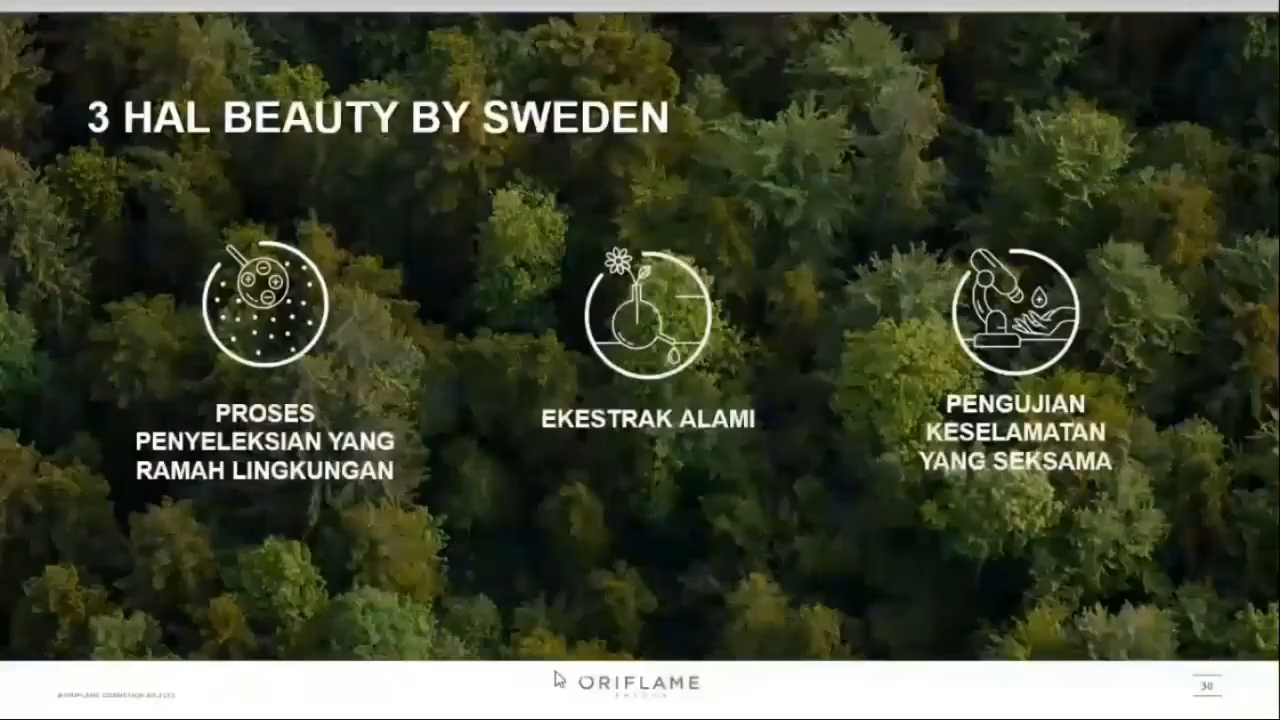 3 HAL BEAUTY BY SWEDEN
PROSES
PENYELEKSIAN YANG
RAMAH LINGKUNGAN
EKESTRAK ALAMI
PENGUJIAN
KESELAMATAN
YANG SEKSAMA
ORIFLAME
30